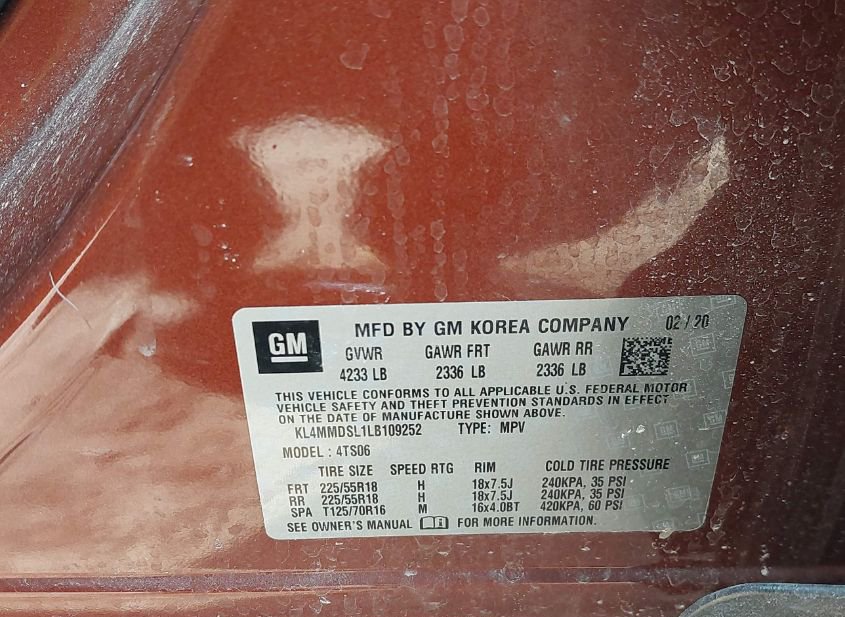 GM
MFD BY GM KOREA COMPANY 02 / 20
GVWR GAWR FRT GAWR RR
4233 LB 2336 LB 2336 LB
THIS VEHICLE CONFORMS TO ALL APPLICABLE U.S. FEDERAL MOTOR
VEHICLE SAFETY AND THEFT PREVENTION STANDARDS IN EFFECT
ON THE DATE OF MANUFACTURE SHOWN ABOVE.
KL4MMDSL1LB109252 TYPE: MPV
MODEL : 4TS06
TIRE SIZE SPEED RTG RIM COLD TIRE PRESSURE
FRT 225/55R18 H 18x7.5J 240KPA, 35 PSI
RR 225/55R18 H 18x7.5J 240KPA, 35 PSI
SPA T125/70R16 M 16x4.0BT 420KPA, 60 PSI
SEE OWNER'S MANUAL FOR MORE INFORMATION.